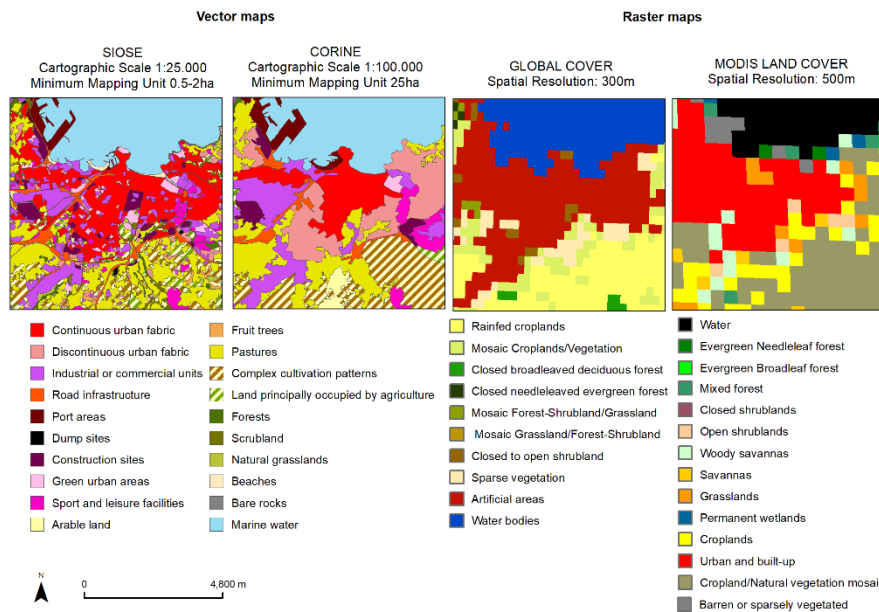 Vector maps
Raster maps
SIOSE
Cartographic Scale 1:25.000
Minimum Mapping Unit 0.5-2ha
CORINE
Cartographic Scale 1:100.000
Minimum Mapping Unit 25ha
GLOBAL COVER
Spatial Resolution: 300m
MODIS LAND COVER
Spatial Resolution: 500m
Continuous urban fabric
Discontinuous urban fabric
Industrial or commercial units
Road infrastructure
Port areas
Dump sites
Construction sites
Green urban areas
Sport and leisure facilities
Arable land
Fruit trees
Pastures
Complex cultivation patterns
Land principally occupied by agriculture
Forests
Scrubland
Natural grasslands
Beaches
Bare rocks
Marine water
Rainfed croplands
Mosaic Croplands/Vegetation
Closed broadleaved deciduous forest
Closed needleleaved evergreen forest
Mosaic Forest-Shrubland/Grassland
Mosaic Grassland/Forest-Shrubland
Closed to open shrubland
Sparse vegetation
Artificial areas
Water bodies
Water
Evergreen Needleleaf forest
Evergreen Broadleaf forest
Mixed forest
Closed shrublands
Open shrublands
Woody savannas
Savannas
Grasslands
Permanent wetlands
Croplands
Urban and built-up
Cropland/Natural vegetation mosai
Barren or sparsely vegetated
N
0 4,800 m